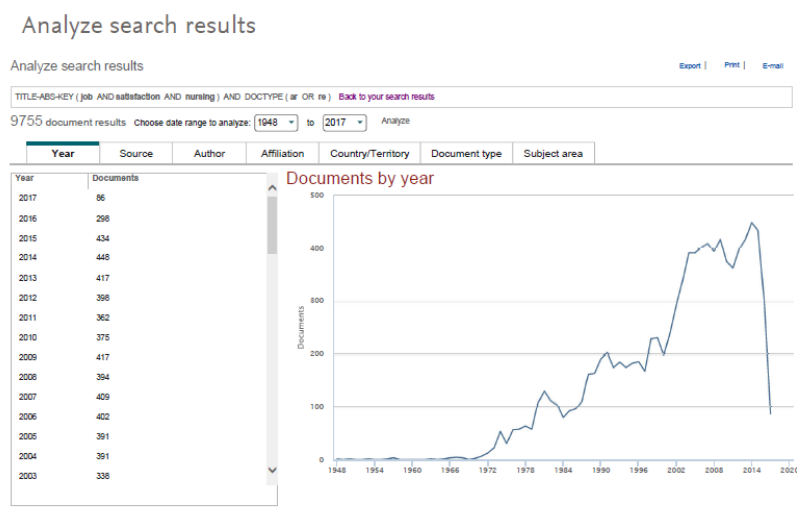 Analyze search results
Analyze search results
Export | Print | E-mail
TITLE-ABS-KEY ( job AND satisfaction AND nursing ) AND DOCTYPE ( ar OR re ) Back to your search results
9755 document results Choose date range to analyze: 1948 to 2017 Analyze
Year Source Author Affiliation Country/Territory Document type Subject area
Year Documents
2017 86
2016 298
2015 434
2014 448
2013 417
2012 398
2011 362
2010 375
2009 417
2008 394
2007 409
2006 402
2005 391
2004 391
2003 338
Documents by year
500
400
300
200
100
0
Documents
1948 1954 1960 1966 1972 1978 1984 1990 1996 2002 2008 2014 2020